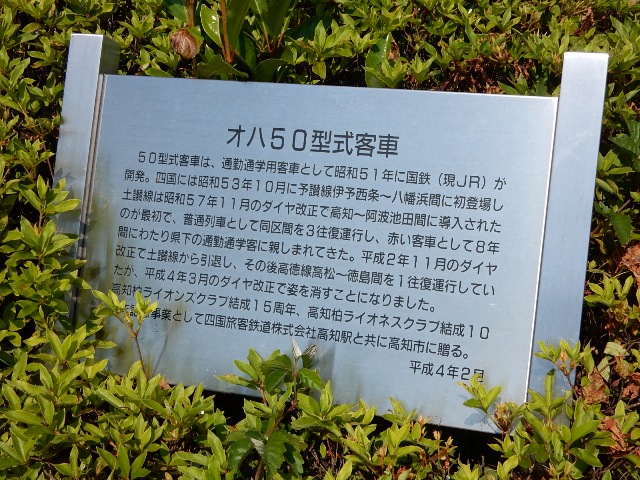 オハ50型式客車
50型式客車は、通勤通学用客車として昭和51年に国鉄（現JR）が
開発。四国には昭和53年10月に予讃線伊予西条～八幡浜間に初登場し
土讃線は昭和57年11月のダイヤ改正で高知～阿波池田間に導入された
のが最初で、普通列車として同区間を3往復運行し、赤い客車として8年
間にわたり県下の通勤通学客に親しまれてきた。平成2年11月のダイヤ
改正で土讃線から引退し、その後高徳線高松～徳島間を1往復運行してい
たが、平成4年3月のダイヤ改正で姿を消すことになりました。
高知柏ライオンズクラブ結成15周年、高知柏ライオネスクラブ結成10
事業として四国旅客鉄道株式会社高知駅と共に高知市に贈る。
平成4年2月